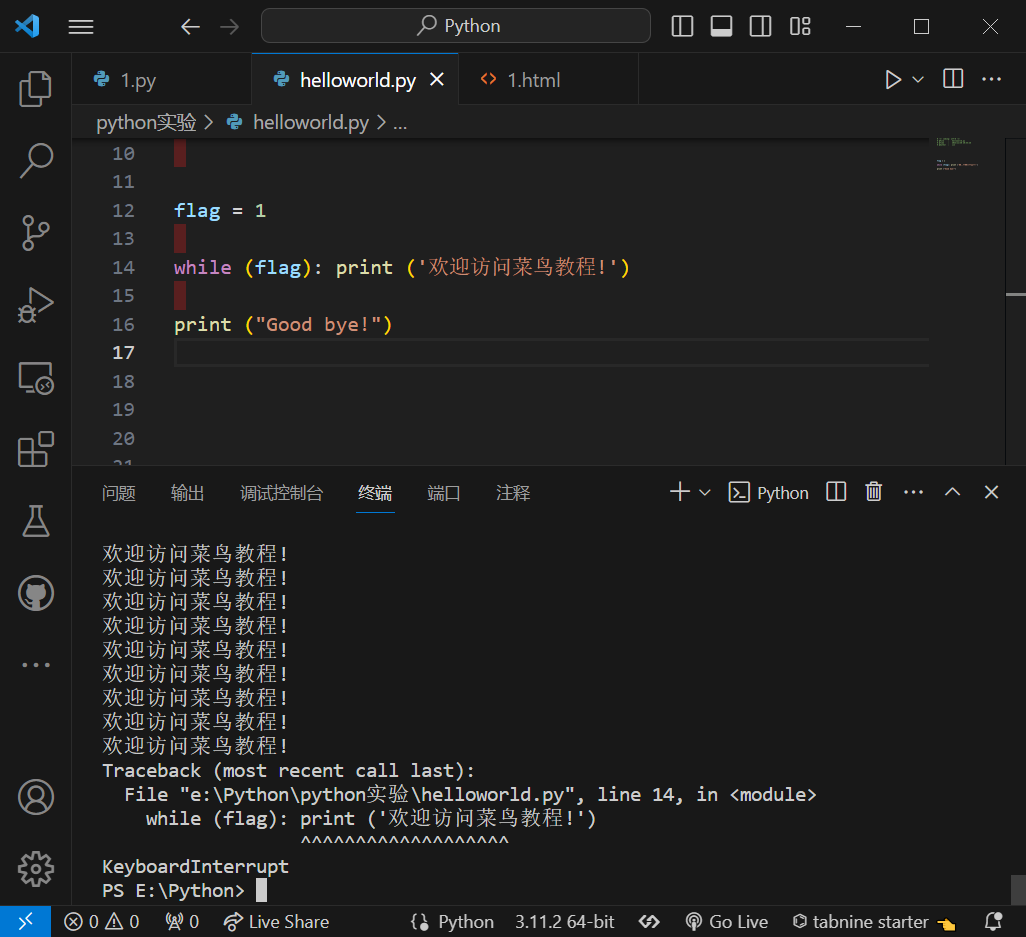 Python
1.py
helloworld.py
1.html
python实验 > helloworld.py > ...
10
11
12 flag = 1
13
14 while (flag): print ('欢迎访问菜鸟教程!')
15
16 print ("Good bye!")
17
18
19
20
21
问题 输出 调试控制台 终端 端口 注释 Python
欢迎访问菜鸟教程!
欢迎访问菜鸟教程!
欢迎访问菜鸟教程!
欢迎访问菜鸟教程!
欢迎访问菜鸟教程!
欢迎访问菜鸟教程!
欢迎访问菜鸟教程!
欢迎访问菜鸟教程!
欢迎访问菜鸟教程!
Traceback (most recent call last):
  File "e:\Python\python实验\helloworld.py", line 14, in <module>
    while (flag): print ('欢迎访问菜鸟教程!')
                  ^^^^^^^^^^^^^^^^^^^
KeyboardInterrupt
PS E:\Python>
0 0 0 Live Share Python 3.11.2 64-bit Go Live tabnine starter